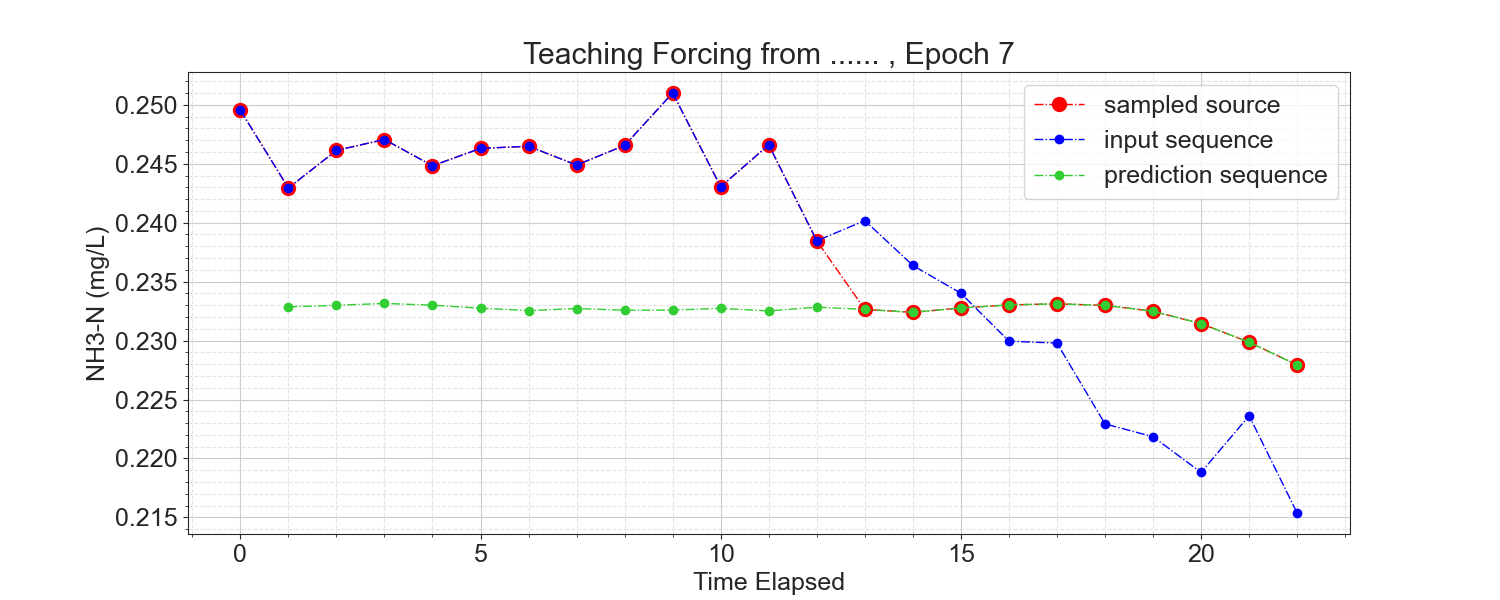 Teaching Forcing from ...... , Epoch 7
sampled source
input sequence
prediction sequence
NH3-N (mg/L)
0.250
0.245
0.240
0.235
0.230
0.225
0.220
0.215
0 5 10 15 20
Time Elapsed